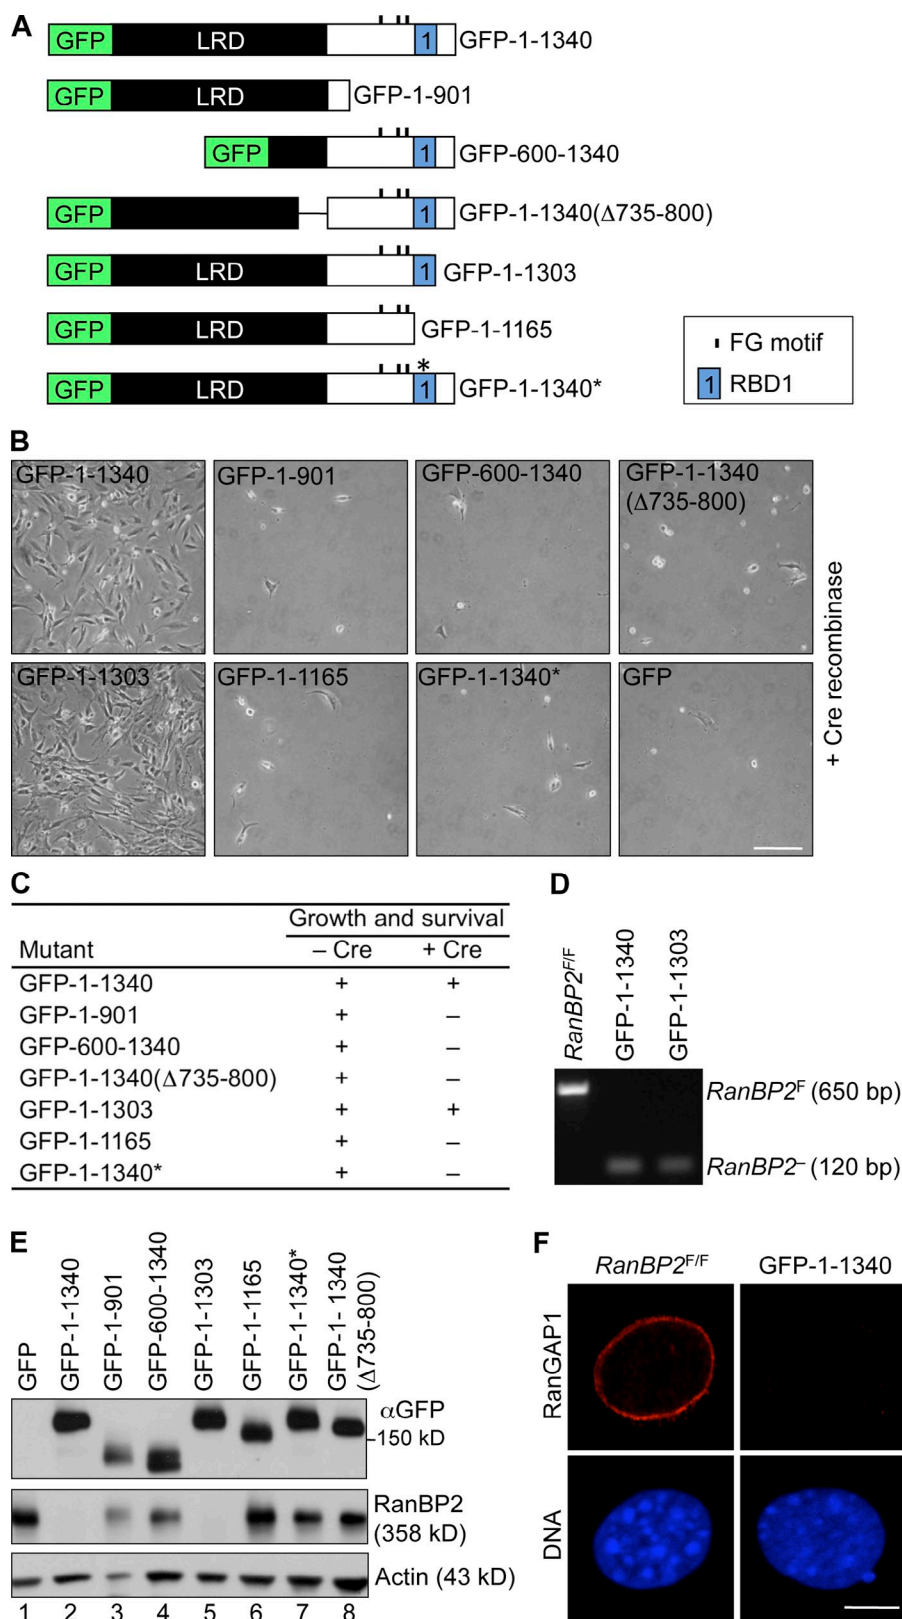 A
GFP LRD 1 GFP-1-1340
GFP LRD GFP-1-901
GFP 1 GFP-600-1340
GFP 1 GFP-1-1340(Δ735-800)
GFP LRD 1 GFP-1-1303
GFP LRD GFP-1-1165
*
GFP LRD 1 GFP-1-1340*
FG motif
1 RBD1
B
GFP-1-1340
GFP-1-901
GFP-600-1340
GFP-1-1340
(Δ735-800)
GFP-1-1303
GFP-1-1165
GFP-1-1340*
GFP
+ Cre recombinase
C
Growth and survival
Mutant – Cre + Cre
GFP-1-1340 + +
GFP-1-901 + –
GFP-600-1340 + –
GFP-1-1340(Δ735-800) + –
GFP-1-1303 + +
GFP-1-1165 + –
GFP-1-1340* + –
D
RanBP2F/F
GFP-1-1340
GFP-1-1303
RanBP2F (650 bp)
RanBP2– (120 bp)
E
GFP
GFP-1-1340
GFP-1-901
GFP-600-1340
GFP-1-1303
GFP-1-1165
GFP-1-1340*
GFP-1- 1340
(Δ735-800)
αGFP
150 kD
RanBP2
(358 kD)
Actin (43 kD)
1 2 3 4 5 6 7 8
F
RanBP2F/F GFP-1-1340
RanGAP1
DNA